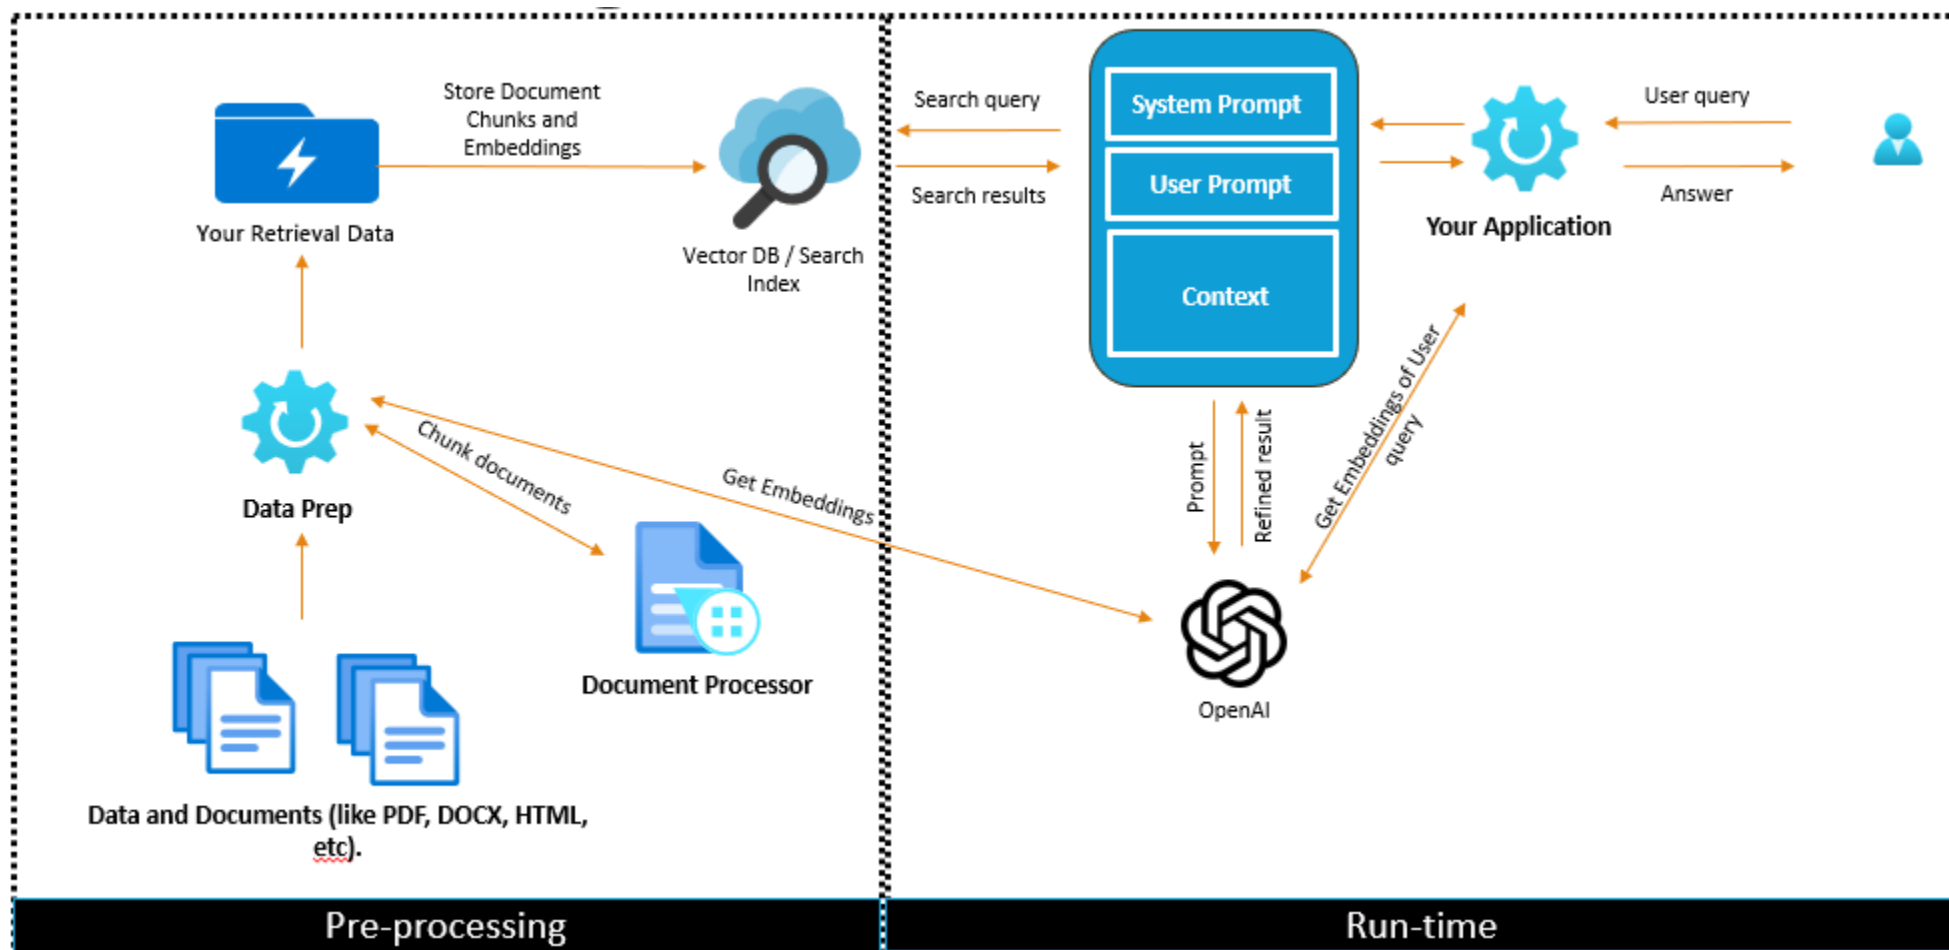 Store Document
Chunks and
Embeddings
Your Retrieval Data
Vector DB / Search
Index
Data Prep
Chunk documents
Get Embeddings
Document Processor
Data and Documents (like PDF, DOCX, HTML,
etc).
Pre-processing
Search query
Search results
System Prompt
User Prompt
Context
User query
Answer
Your Application
Prompt
Refined result
Get Embeddings of User
query
OpenAI
Run-time